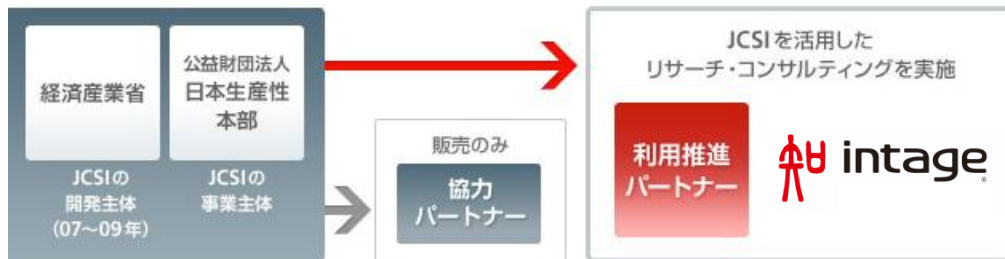 経済産業省
JCSIの
開発主体
(07〜09年)
公益財団法人
日本生産性
本部
JCSIの
事業主体
販売のみ
協力
パートナー
JCSIを活用した
リサーチ・コンサルティングを実施
利用推進
パートナー
intage